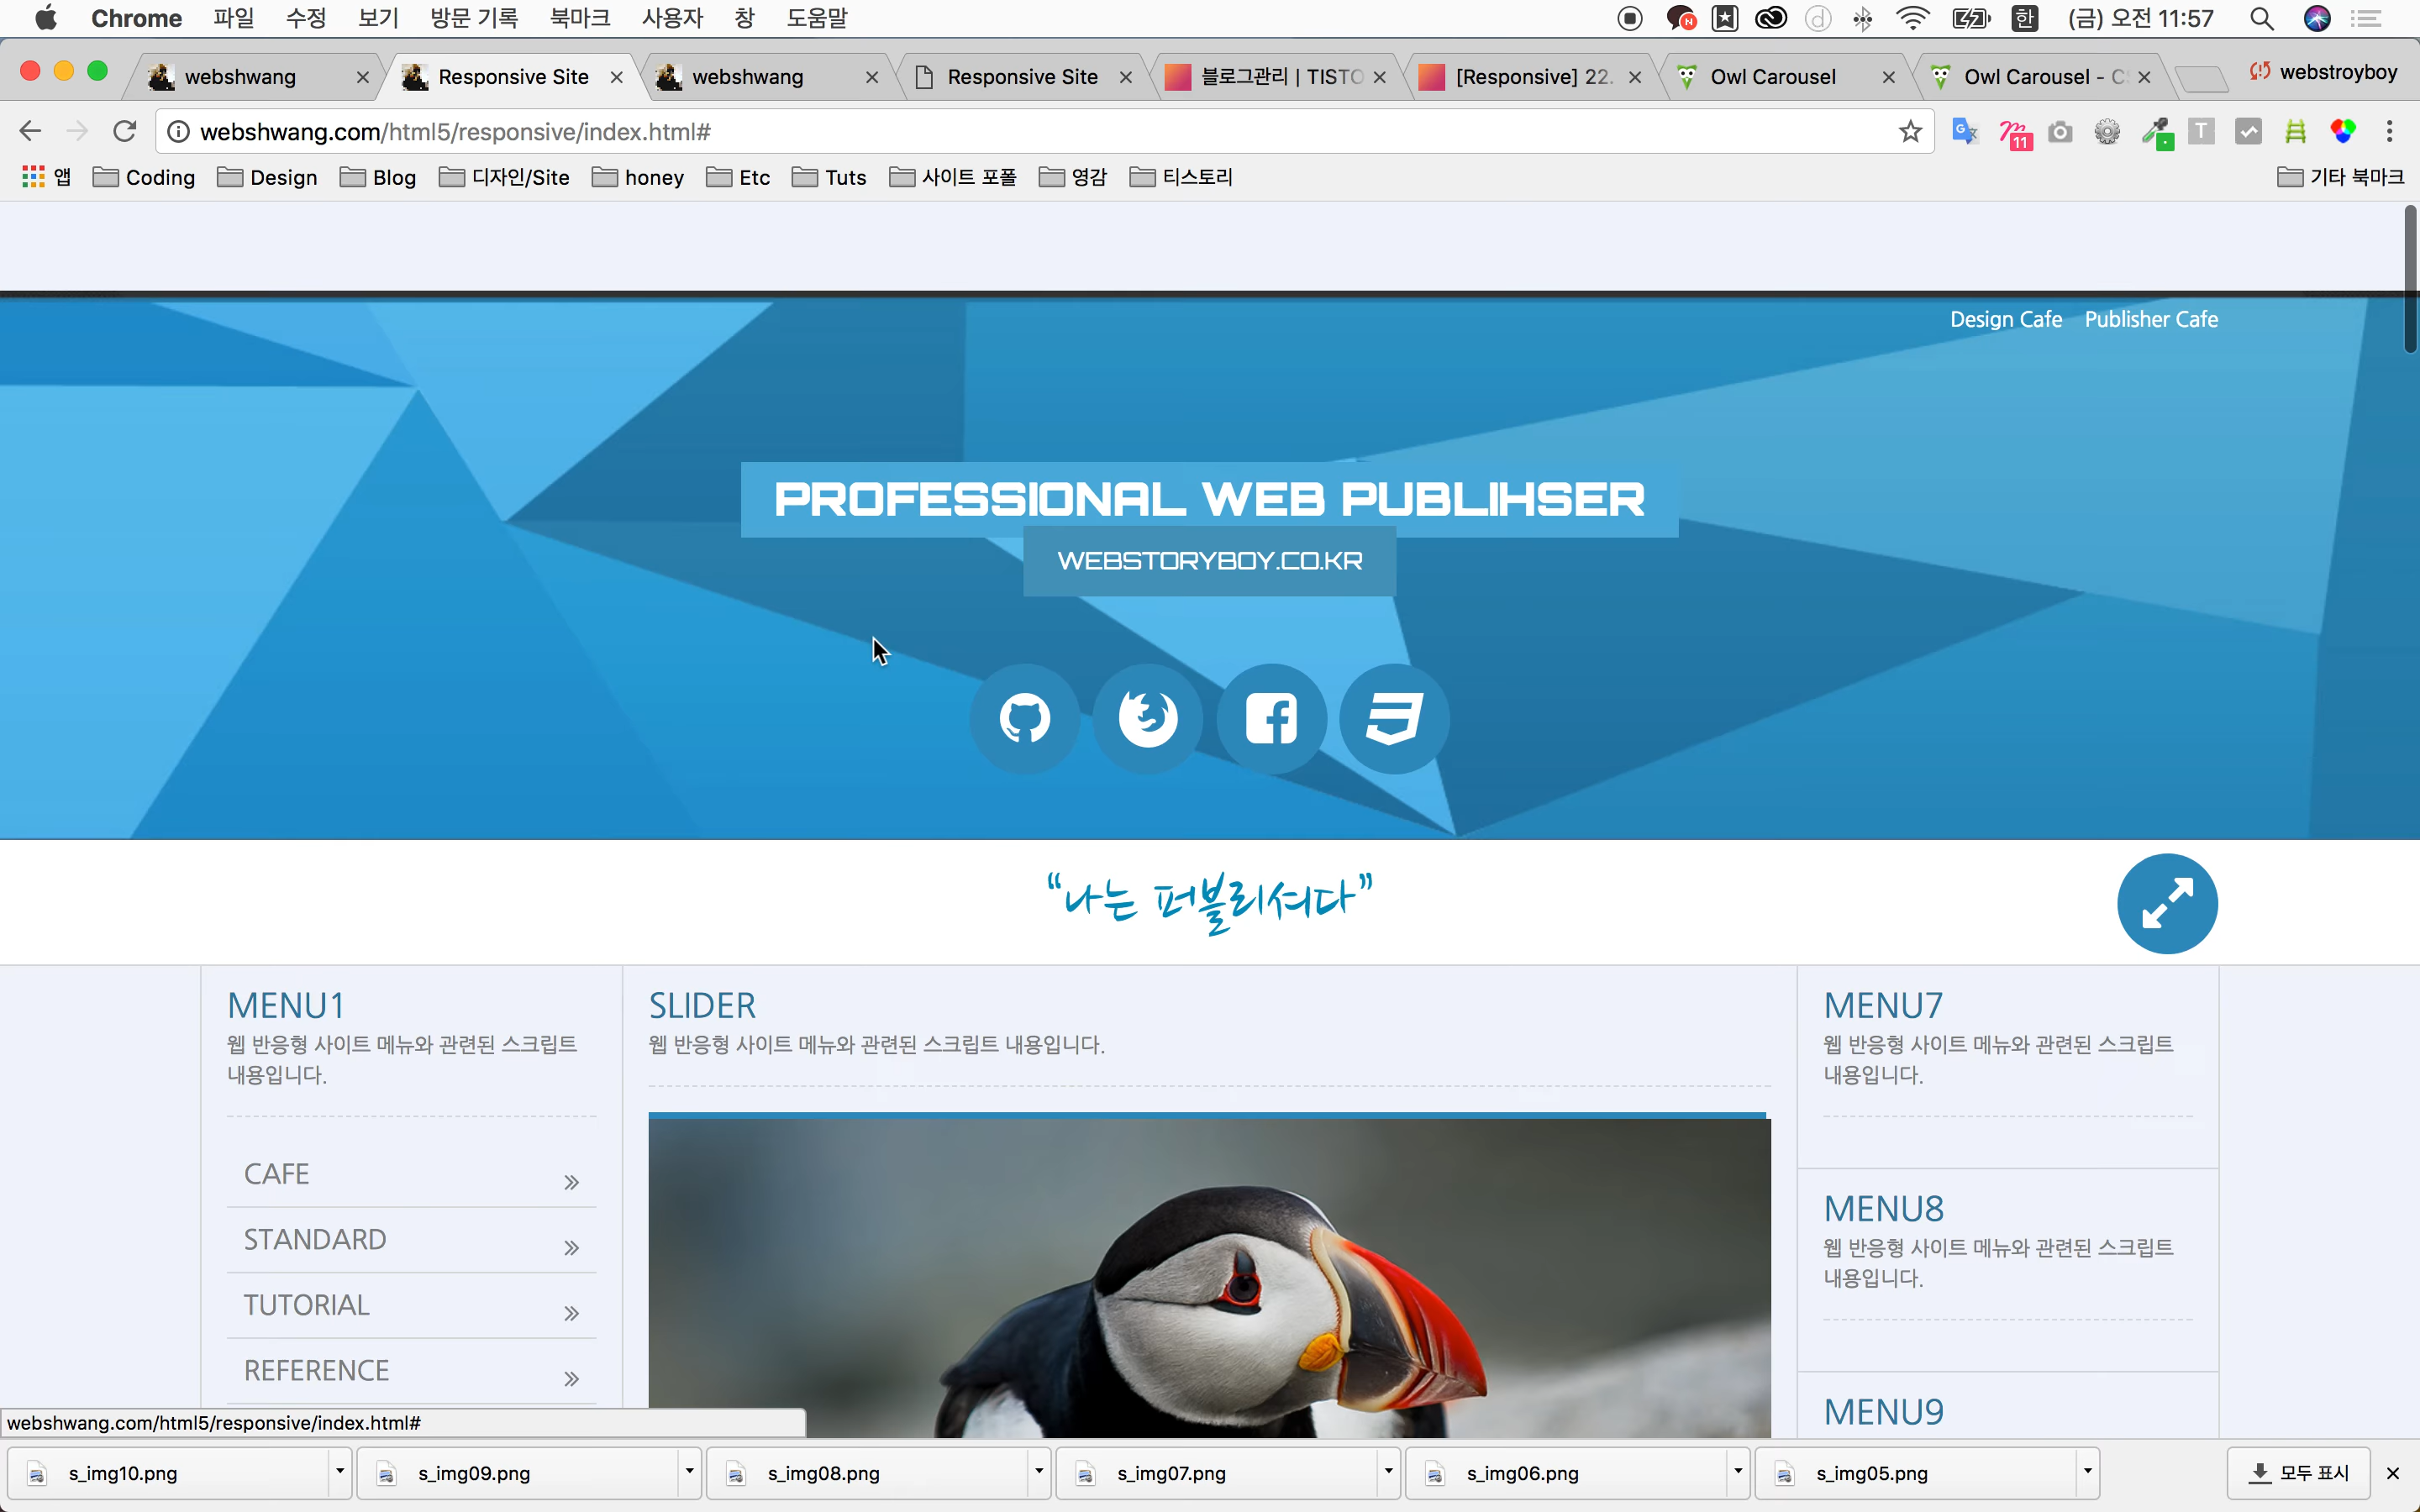 Chrome 파일 수정 보기 방문 기록 북마크 사용자 창 도움말 한 (금) 오전 11:57
webshwang Responsive Site webshwang Responsive Site 블로그관리 | TISTO [Responsive] 22. Owl Carousel Owl Carousel - C webstroyboy
webshwang.com/html5/responsive/index.html# 11
앱 Coding Design Blog 디자인/Site honey Etc Tuts 사이트 포폴 영감 티스토리 기타 북마크
Design Cafe Publisher Cafe
PROFESSIONAL WEB PUBLIHSER
WEBSTORYBOY.CO.KR
“나는 퍼블리셔다”
MENU1
웹 반응형 사이트 메뉴와 관련된 스크립트
내용입니다.
CAFE
STANDARD
TUTORIAL
REFERENCE
SLIDER
웹 반응형 사이트 메뉴와 관련된 스크립트 내용입니다.
MENU7
웹 반응형 사이트 메뉴와 관련된 스크립트
내용입니다.
MENU8
웹 반응형 사이트 메뉴와 관련된 스크립트
내용입니다.
MENU9
webshwang.com/html5/responsive/index.html#
s_img10.png s_img09.png s_img08.png s_img07.png s_img06.png s_img05.png 모두 표시